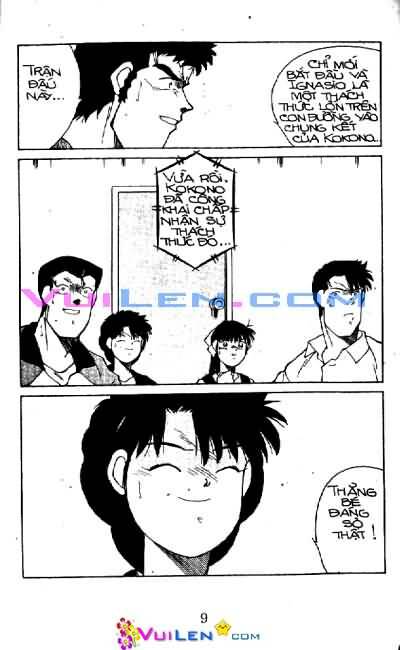 TRẬN
ĐẤU
NÀY...
CHỈ MỚI
BẮT ĐẦU VÀ
IGNASIO LÀ
MỘT THÁCH
THỨC LỚN TRÊN
CON ĐƯỜNG VÀO
CHUNG KẾT
CỦA KOKONO...
VỪA RỒI,
KOKONO
ĐÃ CÔNG
KHAI CHẤP
NHẬN SỰ
THÁCH
THỨC ĐÓ...
VuiLen.com
THẰNG
BÉ
ĐANG
SỢ
THẬT!
9
VuiLen.com